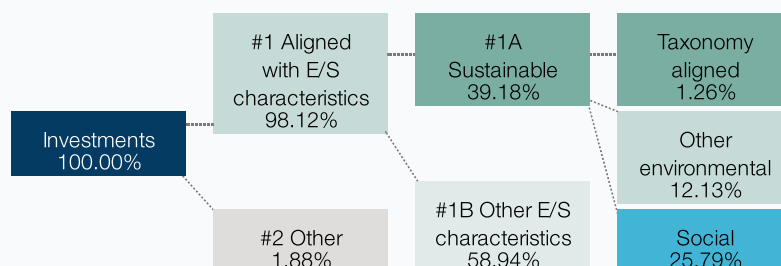 Investments
100.00%
#1 Aligned
with E/S
characteristics
98.12%
#2 Other
1.88%
#1A
Sustainable
39.18%
#1B Other E/S
characteristics
58.94%
Taxonomy
aligned
1.26%
Other
environmental
12.13%
Social
25.79%